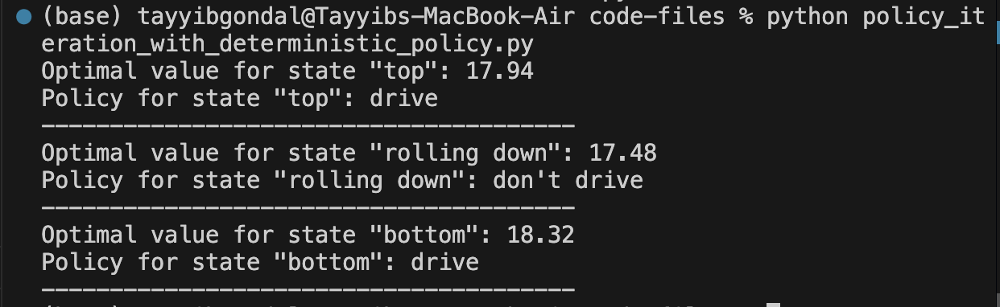 (base) tayyibgondal@Tayyibs-MacBook-Air code-files % python policy_it
eration_with_deterministic_policy.py
Optimal value for state "top": 17.94
Policy for state "top": drive
---------------------------------------
Optimal value for state "rolling down": 17.48
Policy for state "rolling down": don't drive
---------------------------------------
Optimal value for state "bottom": 18.32
Policy for state "bottom": drive
---------------------------------------